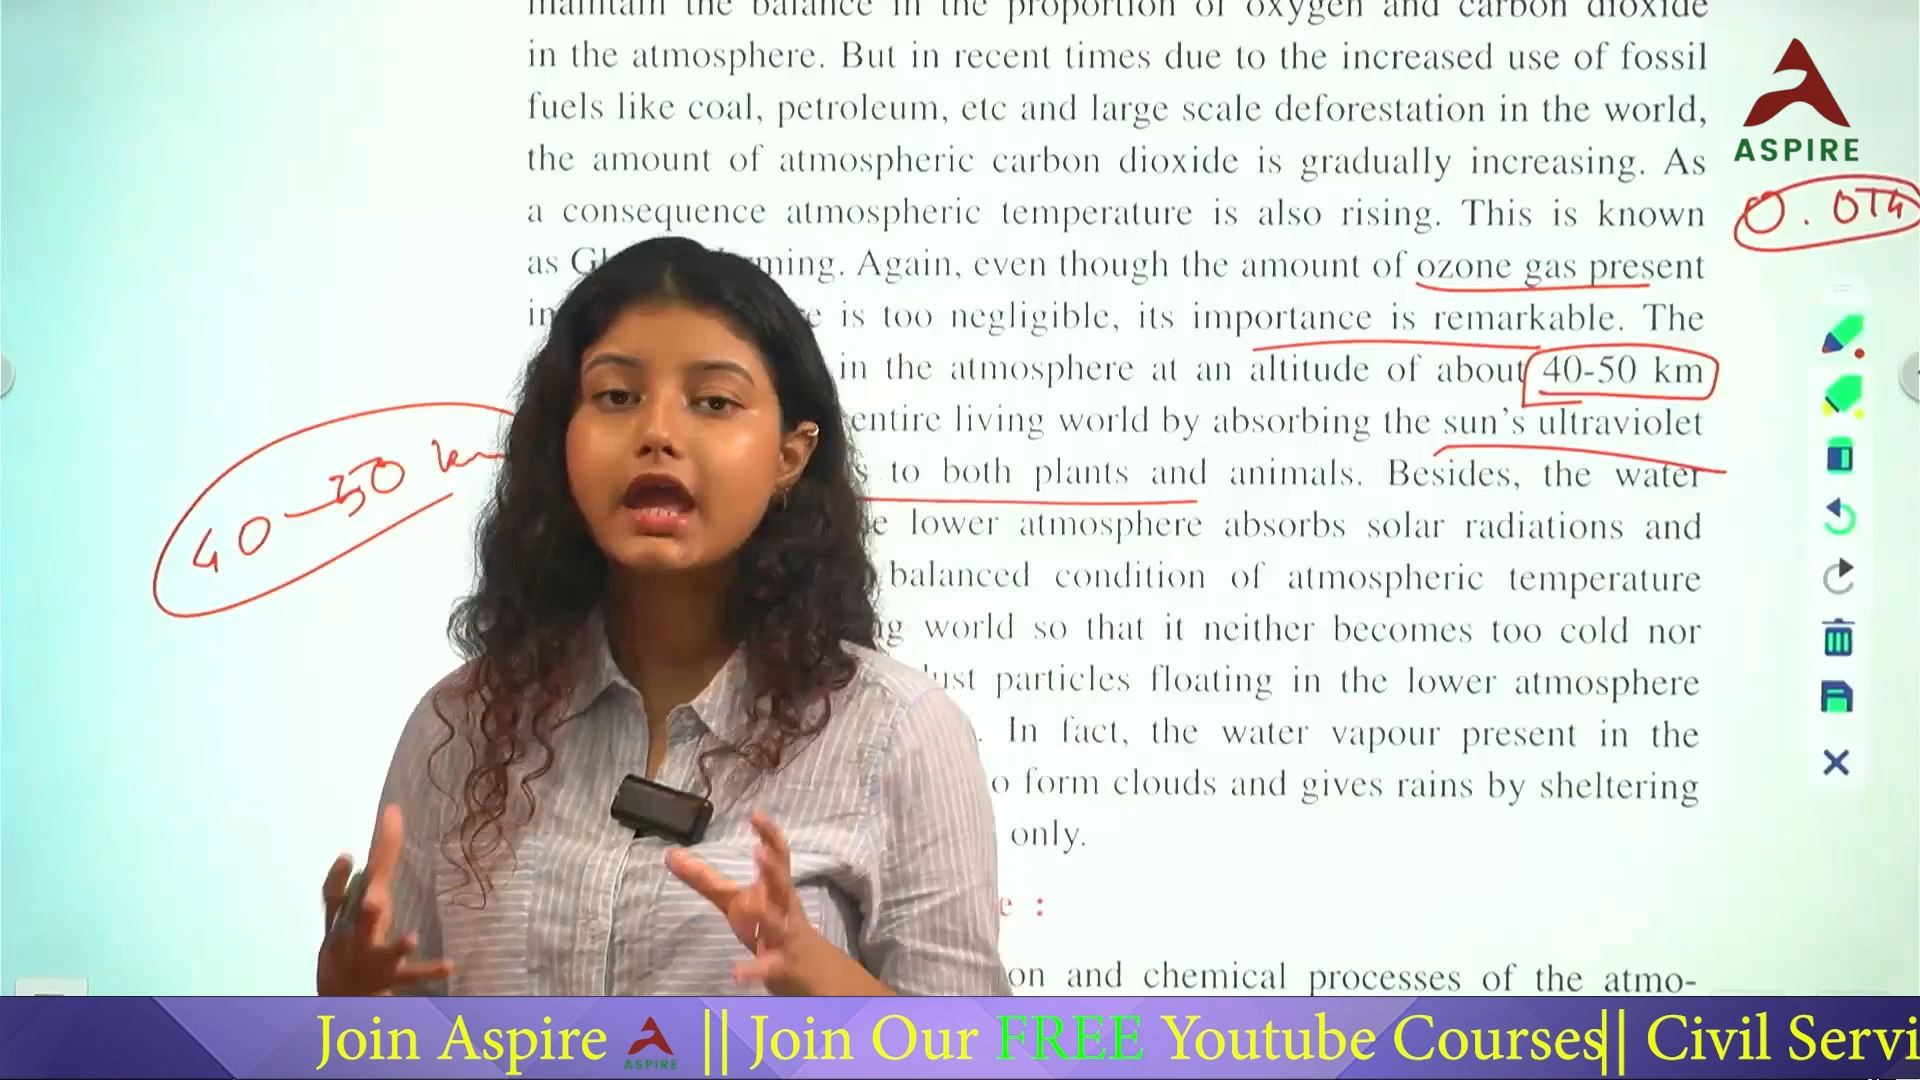 maintain the balance in the proportion of oxygen and carbon dioxide
in the atmosphere. But in recent times due to the increased use of fossil
fuels like coal, petroleum, etc and large scale deforestation in the world,
the amount of atmospheric carbon dioxide is gradually increasing. As
a consequence atmospheric temperature is also rising. This is known
as ming. Again, even though the amount of ozone gas present
is too negligible, its importance is remarkable. The
in the atmosphere at an altitude of about 40-50 km
entire living world by absorbing the sun's ultraviolet
to both plants and animals. Besides, the water
lower atmosphere absorbs solar radiations and
balanced condition of atmospheric temperature
world so that it neither becomes too cold nor
particles floating in the lower atmosphere
. In fact, the water vapour present in the
o form clouds and gives rains by sheltering
only.
e :
on and chemical processes of the atmo-
ASPIRE
40-50 km
Join Aspire ASPIRE || Join Our FREE Youtube Courses || Civil Servi